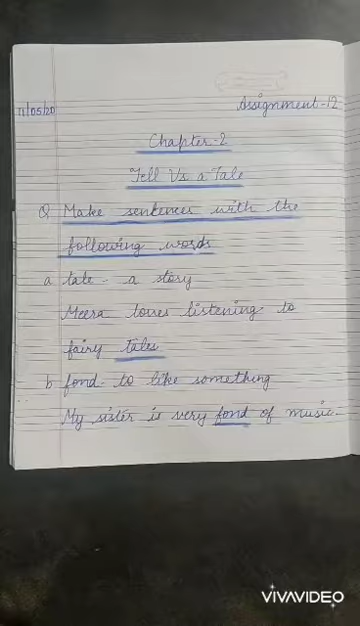 11/05/20
Assignment-12
Chapter-2
Tell Us a Tale
Q Make sentences with the
following words
a tale - a story
Meera loves listening to
fairy tales
b fond- to like something
My sister is very fond of music.
VIVAVIDEO